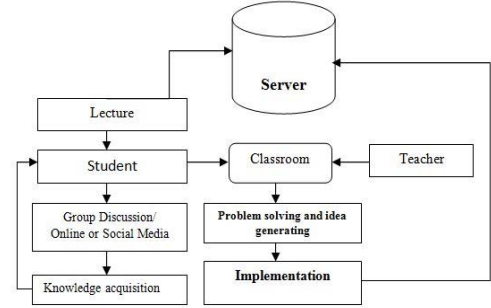 Server
Lecture
Student
Classroom
Teacher
Group Discussion/
Online or Social Media
Problem solving and idea
generating
Knowledge acquisition
Implementation